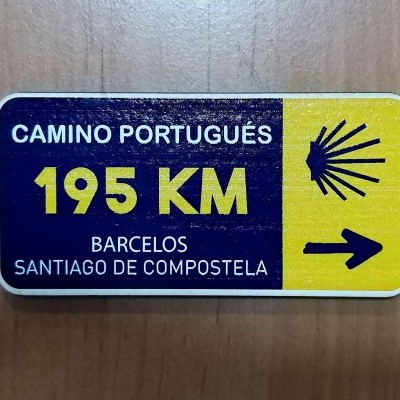 CAMINO PORTUGUÉS
195 KM
BARCELOS
SANTIAGO DE COMPOSTELA